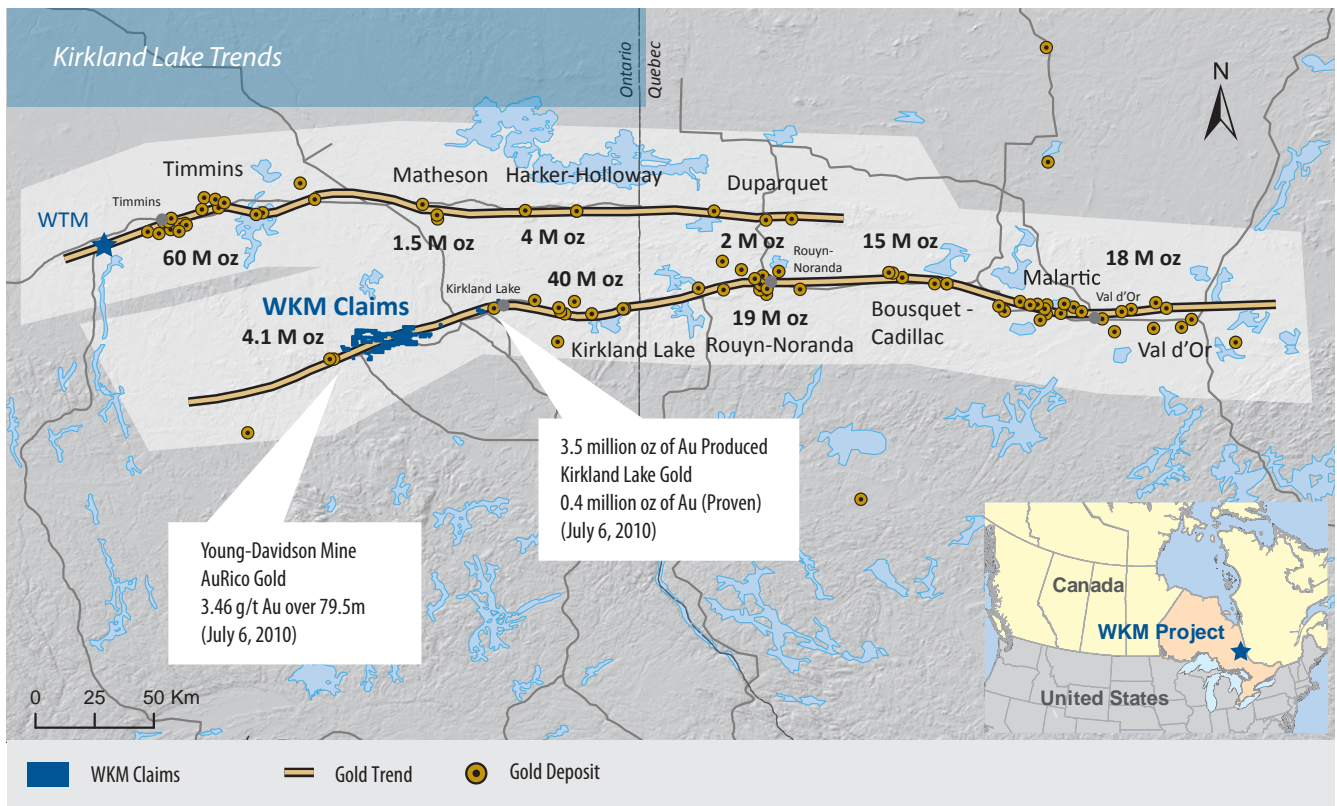 Kirkland Lake Trends
Ontario
Quebec
N
Timmins
Matheson
Harker-Holloway
Duparquet
Timmins
WTM
60 M oz
1.5 M oz
4 M oz
2 M oz
15 M oz
18 M oz
Rouyn-
Noranda
Malartic
Val d'Or
Kirkland Lake
40 M oz
WKM Claims
4.1 M oz
19 M oz
Rouyn-Noranda
Bousquet -
Cadillac
Kirkland Lake
Val d'Or
3.5 million oz of Au Produced
Kirkland Lake Gold
0.4 million oz of Au (Proven)
(July 6, 2010)
Young-Davidson Mine
AuRico Gold
3.46 g/t Au over 79.5m
(July 6, 2010)
Canada
WKM Project
United States
0 25 50 Km
WKM Claims
Gold Trend
Gold Deposit